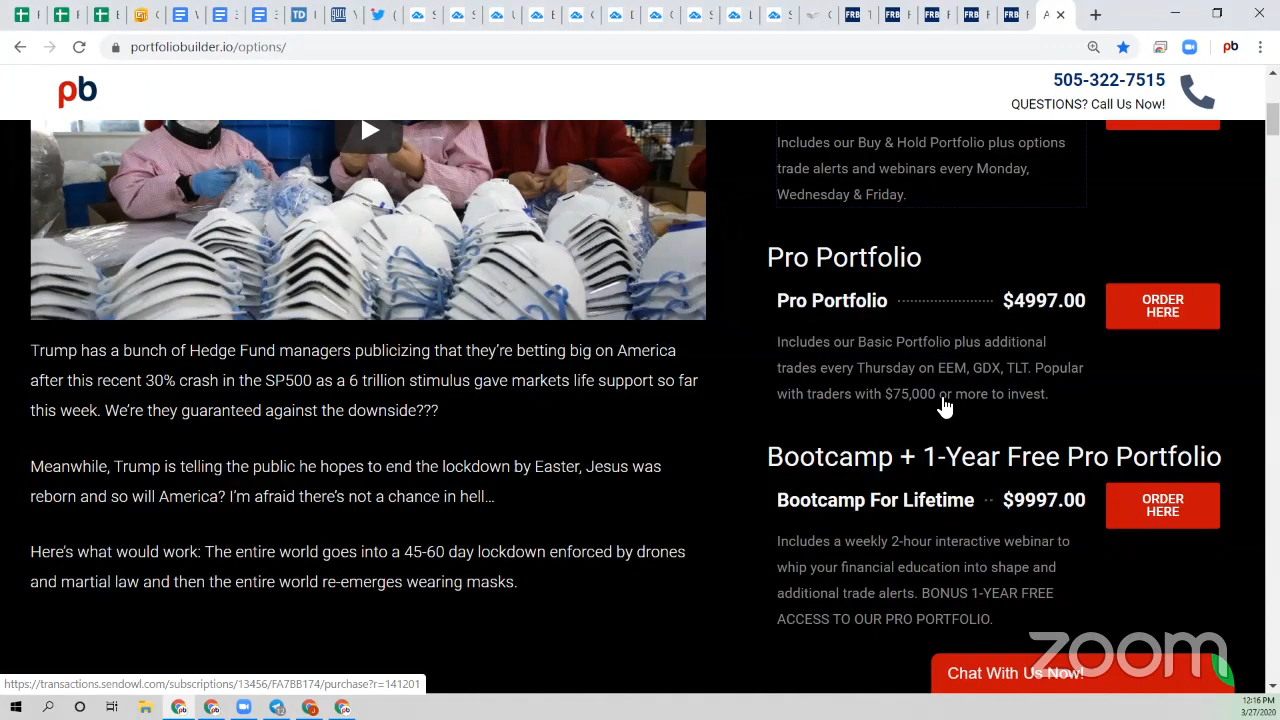 portfoliobuilder.io/options/
pb
pb
505-322-7515
QUESTIONS? Call Us Now!
Trump has a bunch of Hedge Fund managers publicizing that they're betting big on America
after this recent 30% crash in the SP500 as a 6 trillion stimulus gave markets life support so far
this week. We're they guaranteed against the downside???
Meanwhile, Trump is telling the public he hopes to end the lockdown by Easter, Jesus was
reborn and so will America? I'm afraid there's not a chance in hell…
Here's what would work: The entire world goes into a 45-60 day lockdown enforced by drones
and martial law and then the entire world re-emerges wearing masks.
Includes our Buy & Hold Portfolio plus options
trade alerts and webinars every Monday,
Wednesday & Friday.
Pro Portfolio
Pro Portfolio $4997.00
ORDER
HERE
Includes our Basic Portfolio plus additional
trades every Thursday on EEM, GDX, TLT. Popular
with traders with $75,000 or more to invest.
Bootcamp + 1-Year Free Pro Portfolio
Bootcamp For Lifetime $9997.00
ORDER
HERE
Includes a weekly 2-hour interactive webinar to
whip your financial education into shape and
additional trade alerts. BONUS 1-YEAR FREE
ACCESS TO OUR PRO PORTFOLIO.
zoom
Chat With Us Now!
https://transactions.sendowl.com/subscriptions/13456/FA7BB174/purchase?r=141201
12:16 PM
3/27/2020